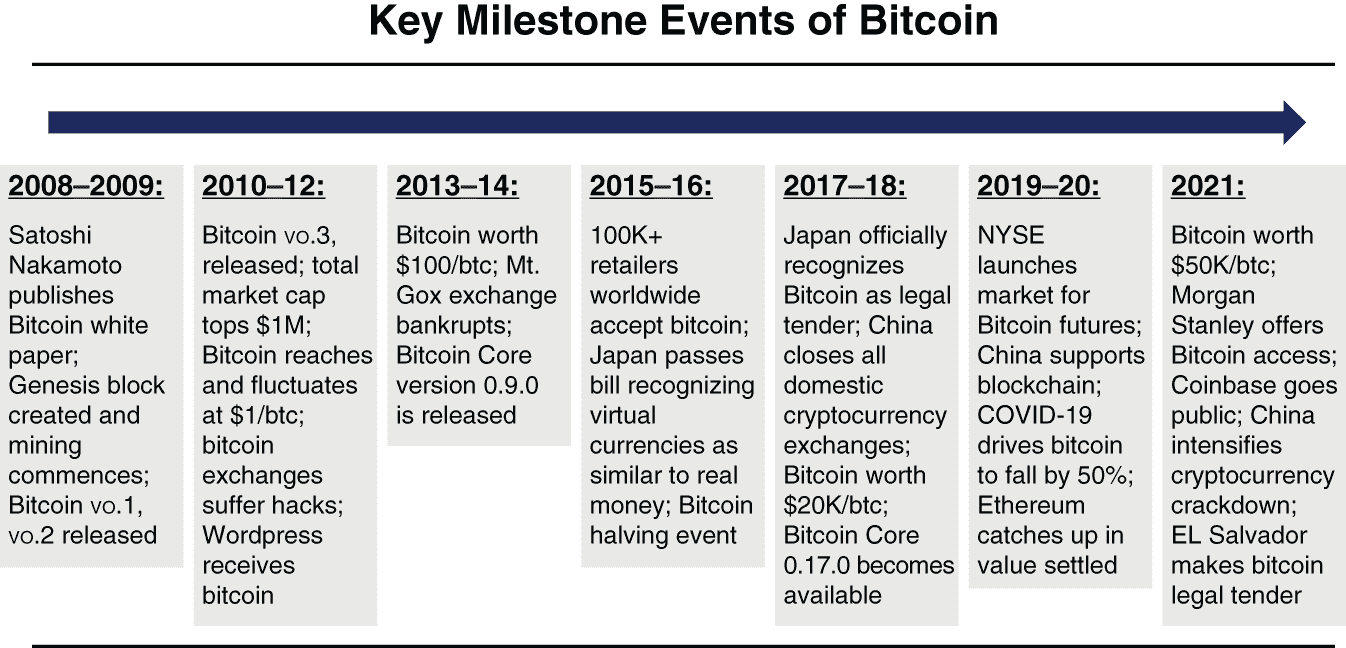 Key Milestone Events of Bitcoin
2008–2009:
Satoshi
Nakamoto
publishes
Bitcoin white
paper;
Genesis block
created and
mining
commences;
Bitcoin vo.1,
vo.2 released
2010–12:
Bitcoin vo.3,
released; total
market cap
tops $1M;
Bitcoin reaches
and fluctuates
at $1/btc;
bitcoin
exchanges
suffer hacks;
Wordpress
receives
bitcoin
2013–14:
Bitcoin worth
$100/btc; Mt.
Gox exchange
bankrupts;
Bitcoin Core
version 0.9.0
is released
2015–16:
100K+
retailers
worldwide
accept bitcoin;
Japan passes
bill recognizing
virtual
currencies as
similar to real
money; Bitcoin
halving event
2017–18:
Japan officially
recognizes
Bitcoin as legal
tender; China
closes all
domestic
cryptocurrency
exchanges;
Bitcoin worth
$20K/btc;
Bitcoin Core
0.17.0 becomes
available
2019–20:
NYSE
launches
market for
Bitcoin futures;
China supports
blockchain;
COVID-19
drives bitcoin
to fall by 50%;
Ethereum
catches up in
value settled
2021:
Bitcoin worth
$50K/btc;
Morgan
Stanley offers
Bitcoin access;
Coinbase goes
public; China
intensifies
cryptocurrency
crackdown;
EL Salvador
makes bitcoin
legal tender